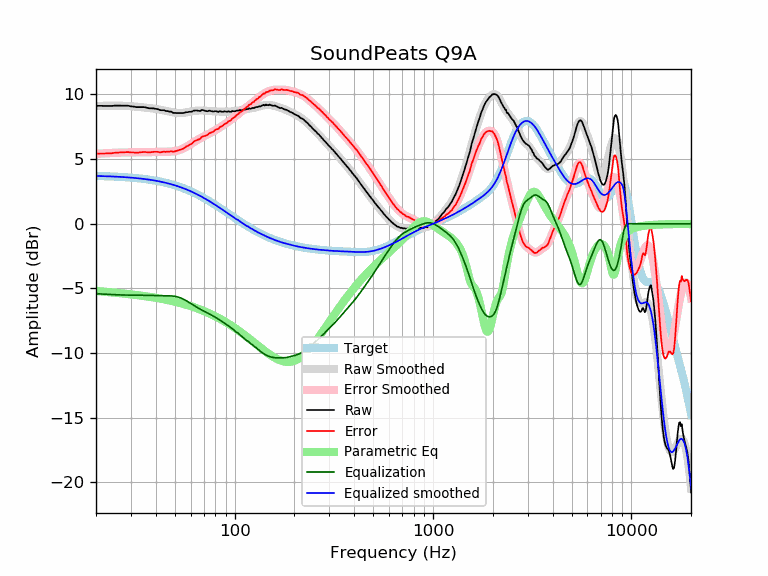 SoundPeats Q9A
Amplitude (dBr)
10
5
0
−5
−10
−15
−20
Target
Raw Smoothed
Error Smoothed
Raw
Error
Parametric Eq
Equalization
Equalized smoothed
100
1000
10000
Frequency (Hz)